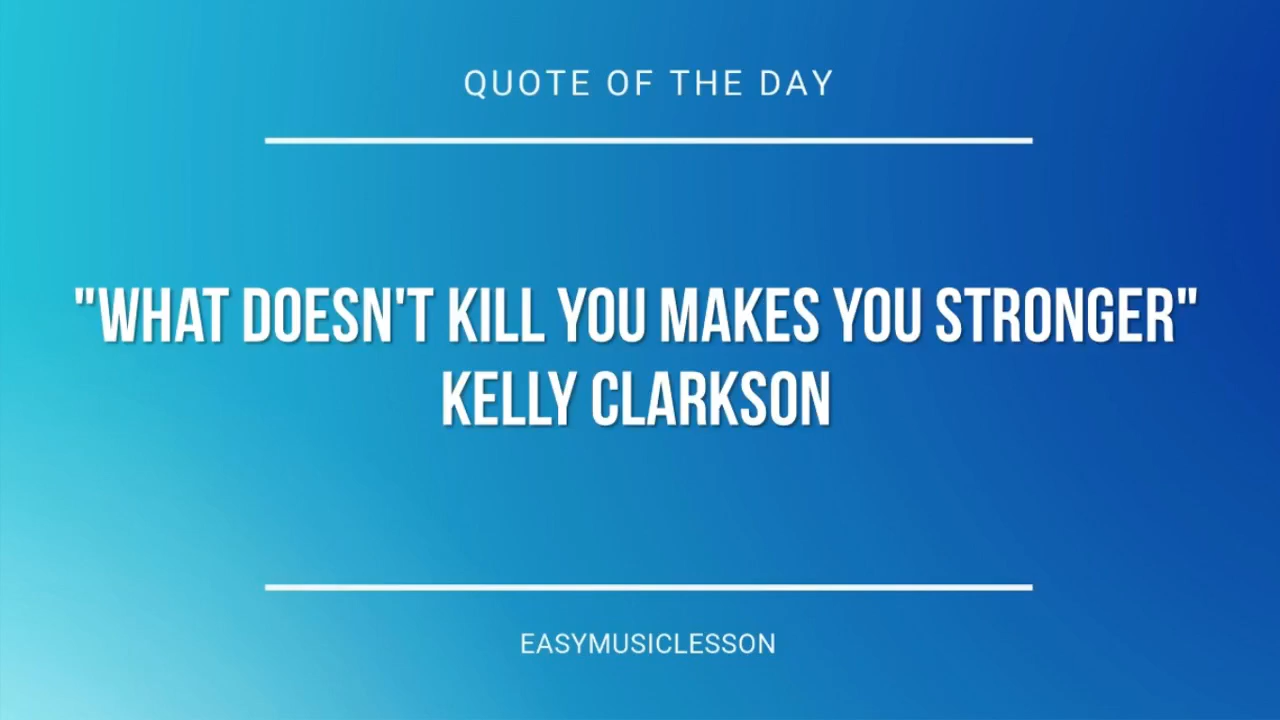 QUOTE OF THE DAY
"WHAT DOESN'T KILL YOU MAKES YOU STRONGER"
KELLY CLARKSON
EASYMUSICLESSON